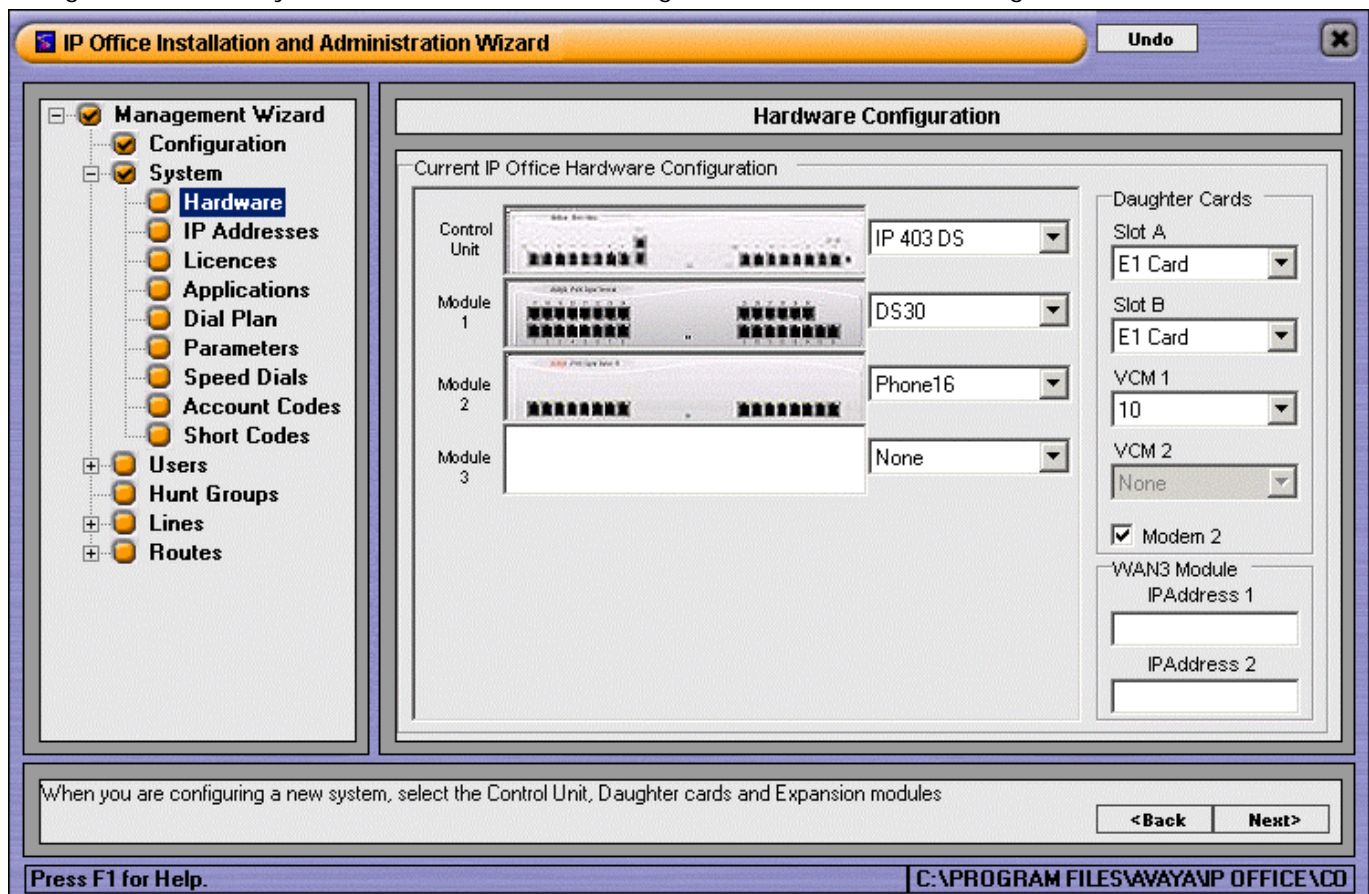 IP Office Installation and Administration Wizard
Undo
Management Wizard
Configuration
System
Hardware
IP Addresses
Licences
Applications
Dial Plan
Parameters
Speed Dials
Account Codes
Short Codes
Users
Hunt Groups
Lines
Routes
Hardware Configuration
Current IP Office Hardware Configuration
Control
Unit
IP 403 DS
Module
1
DS30
Module
2
Phone16
Module
3
None
Daughter Cards
Slot A
E1 Card
Slot B
E1 Card
VCM 1
10
VCM 2
None
Modem 2
WAN3 Module
IPAddress 1
IPAddress 2
When you are configuring a new system, select the Control Unit, Daughter cards and Expansion modules
<Back
Next>
Press F1 for Help.
C:\PROGRAM FILES\AVAYA\IP OFFICE\CO